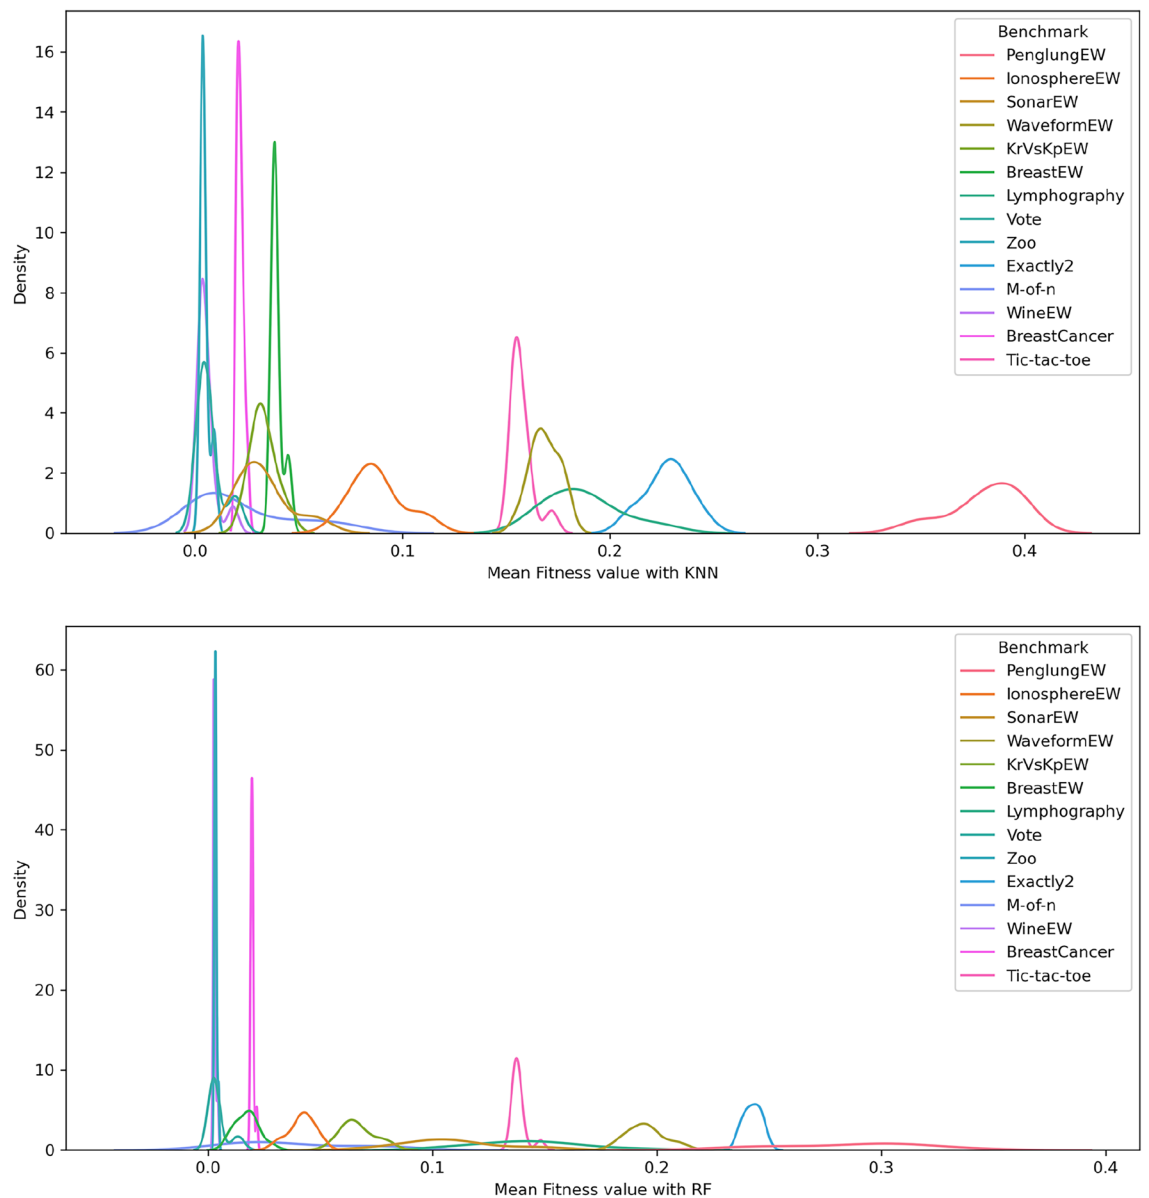 Benchmark
PenglungEW
IonosphereEW
SonarEW
WaveformEW
KrVsKpEW
BreastEW
Lymphography
Vote
Zoo
Exactly2
M-of-n
WineEW
BreastCancer
Tic-tac-toe
16
14
12
10
8
6
4
2
0
Density
0.0 0.1 0.2 0.3 0.4
Mean Fitness value with KNN
Benchmark
PenglungEW
IonosphereEW
SonarEW
WaveformEW
KrVsKpEW
BreastEW
Lymphography
Vote
Zoo
Exactly2
M-of-n
WineEW
BreastCancer
Tic-tac-toe
60
50
40
30
20
10
0
Density
0.0 0.1 0.2 0.3 0.4
Mean Fitness value with RF